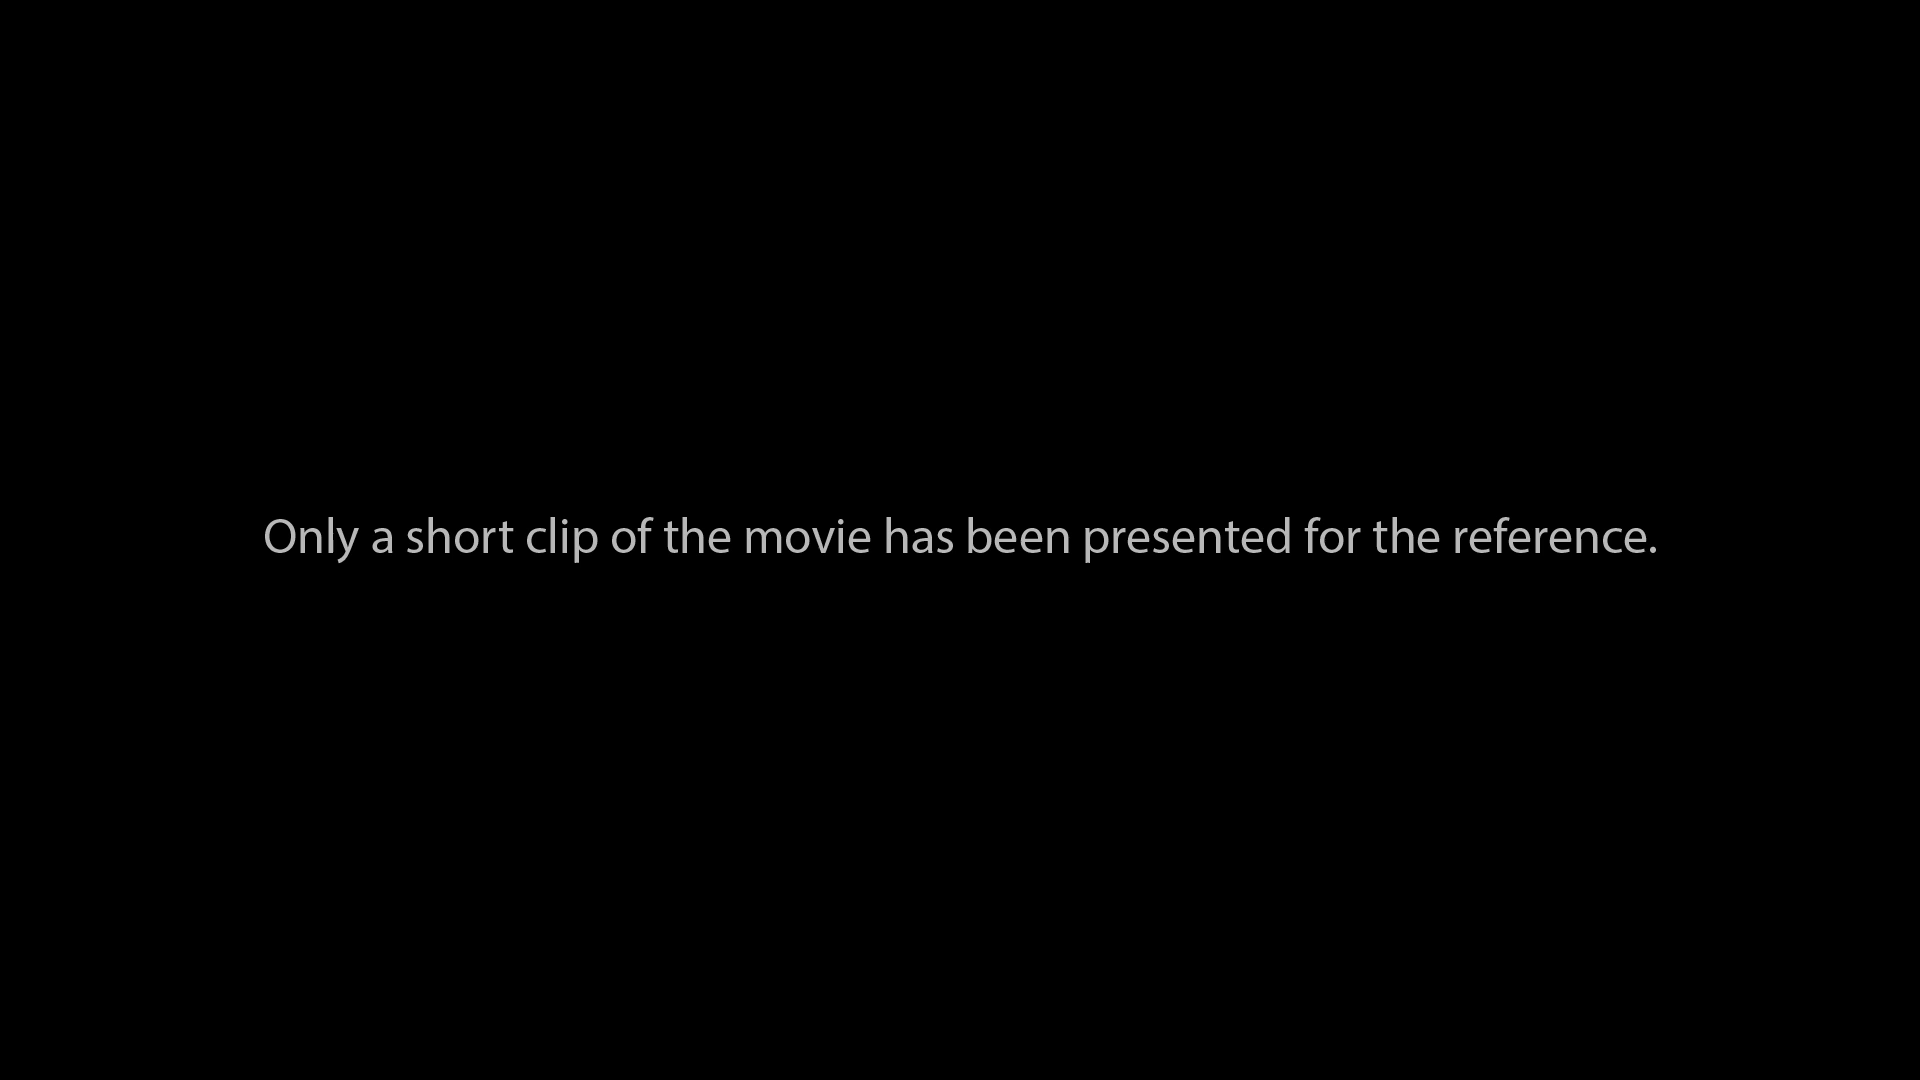 Only a short clip of the movie has been presented for the reference.